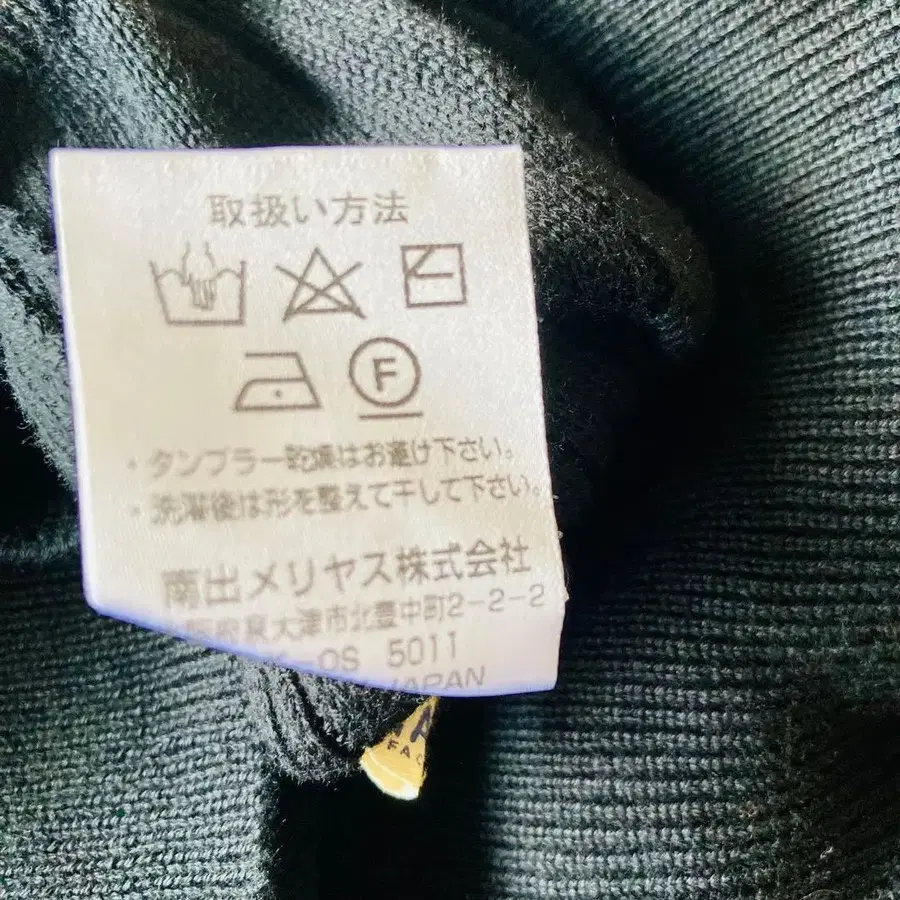 取扱い方法
F
・タンブラー乾燥はお避け下さい。
・洗濯後は形を整えて干して下さい。
南出メリヤス株式会社
泉大津市北豊中町2-2-2
-OS 5011
JAPAN
FAC